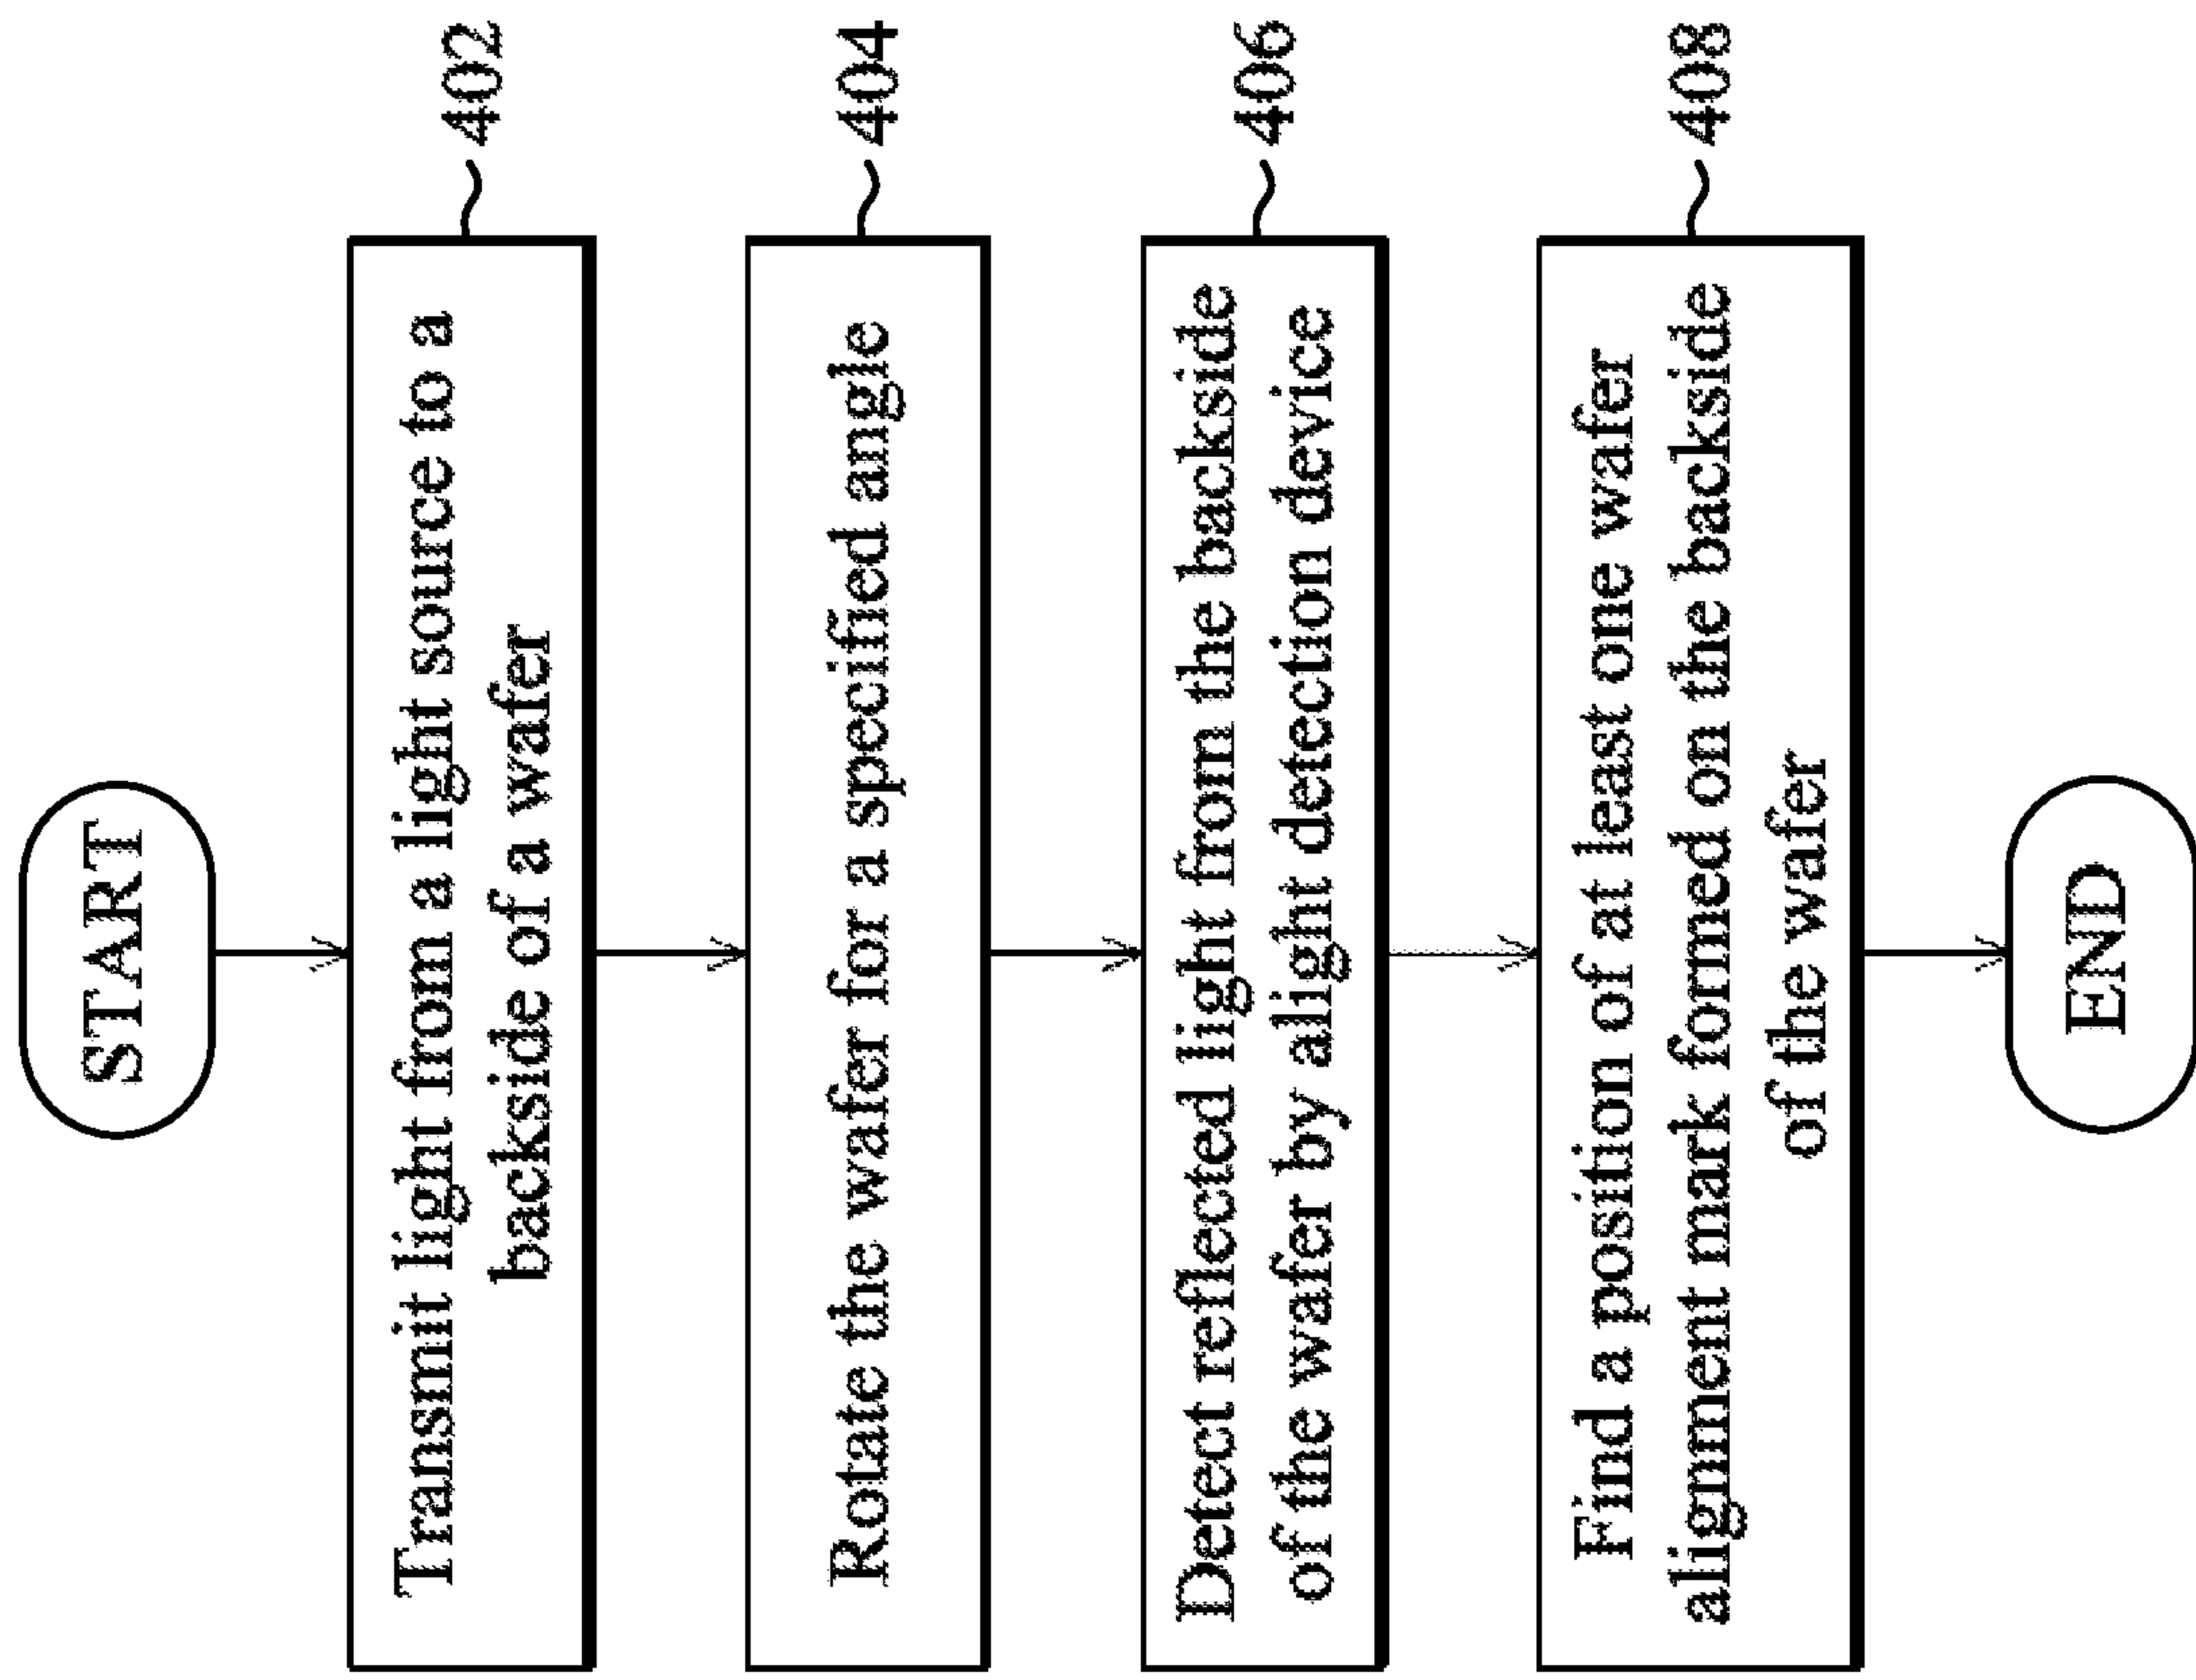 START
Transmit light from a light source to a
backside of a wafer
402
Rotate the wafer for a specified angle
404
Detect reflected light from the backside
of the wafer by alight detection device
406
Find a position of at least one wafer
alignment mark formed on the backside
of the wafer
408
END